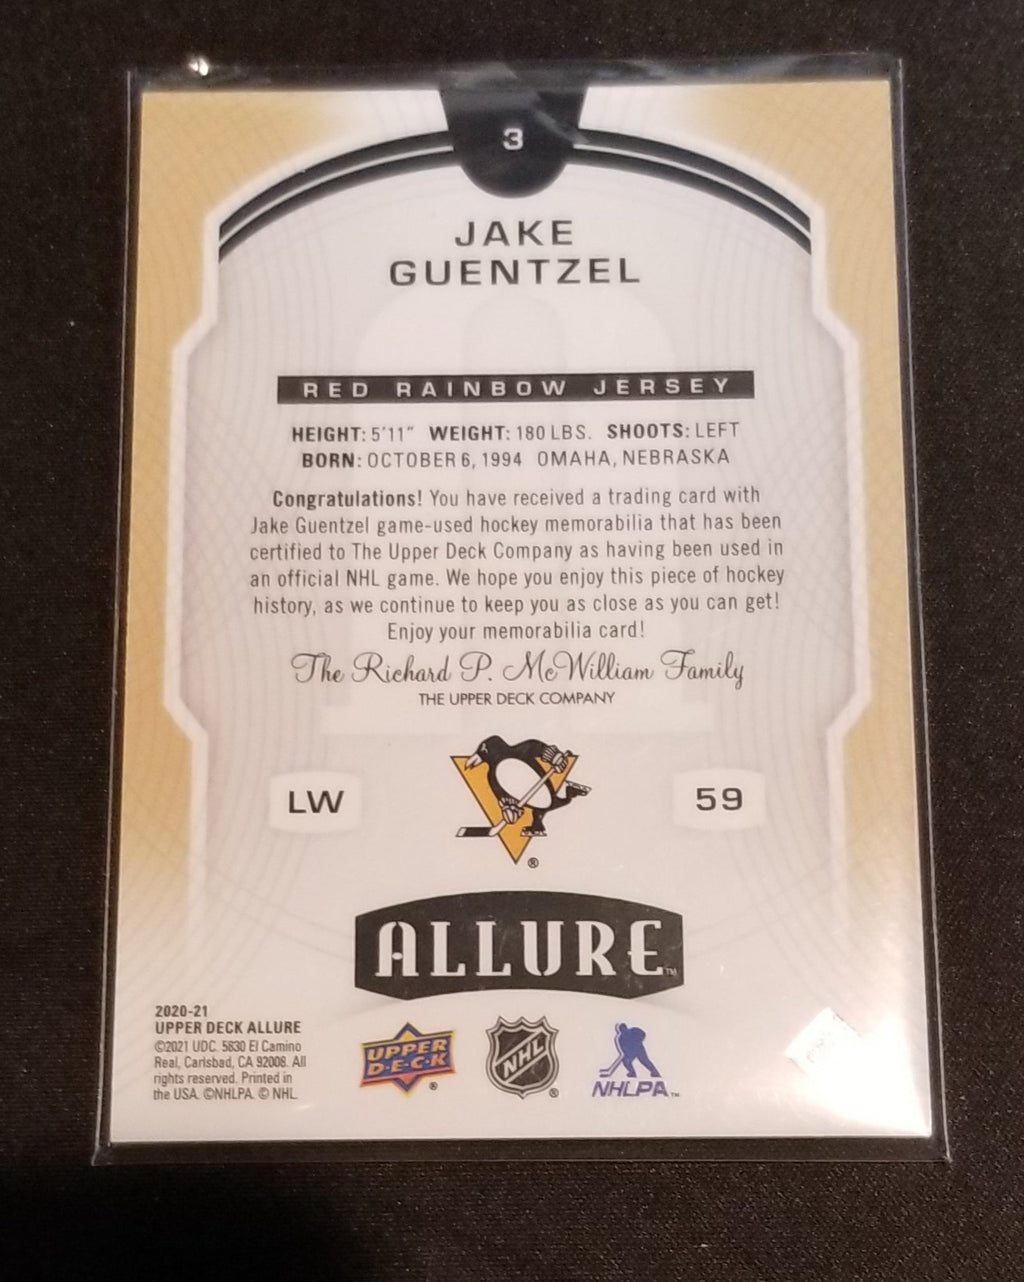 3
JAKE
GUENTZEL
RED RAINBOW JERSEY
HEIGHT: 5'11" WEIGHT: 180 LBS. SHOOTS: LEFT
BORN: OCTOBER 6, 1994 OMAHA, NEBRASKA
Congratulations! You have received a trading card with
Jake Guentzel game-used hockey memorabilia that has been
certified to The Upper Deck Company as having been used in
an official NHL game. We hope you enjoy this piece of hockey
history, as we continue to keep you as close as you can get!
Enjoy your memorabilia card!
The Richard P. McWilliam Family
THE UPPER DECK COMPANY
LW
59
®
ALLURE™
2020-21
UPPER DECK ALLURE
©2021 UDC. 5830 El Camino
Real, Carlsbad, CA 92008. All
rights reserved. Printed in
the USA. ©NHLPA. © NHL.
UPPER
D·E·C·K ®
NHL ®
NHLPA™